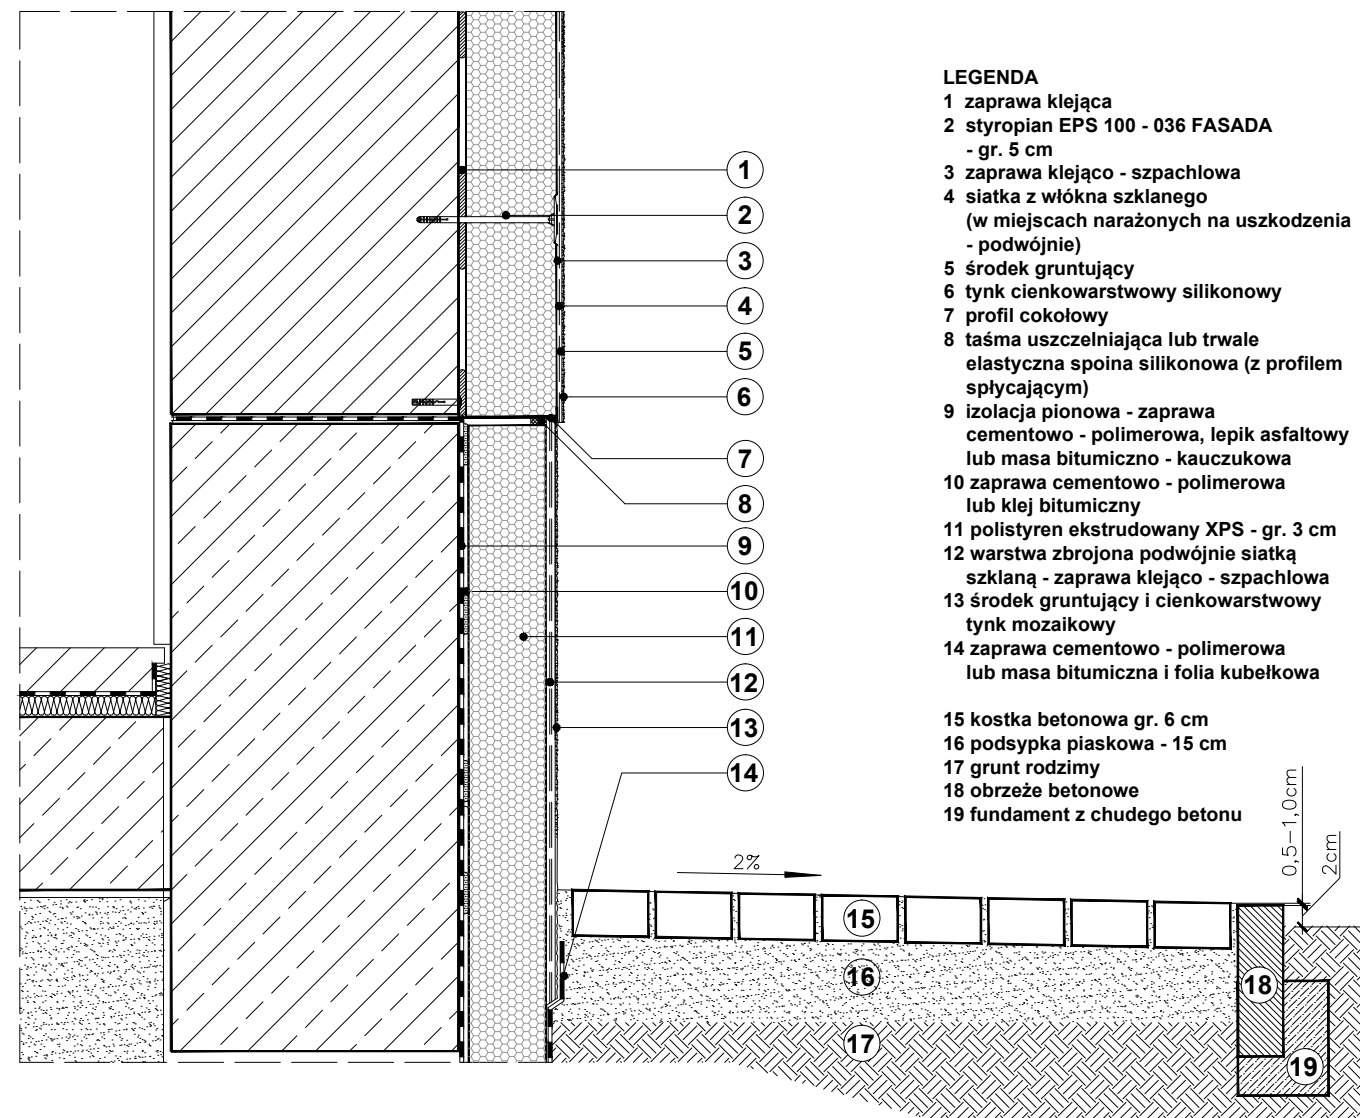 LEGENDA
1 zaprawa klejąca
2 styropian EPS 100 - 036 FASADA
- gr. 5 cm
3 zaprawa klejąco - szpachlowa
4 siatka z włókna szklanego
(w miejscach narażonych na uszkodzenia
- podwójnie)
5 środek gruntujący
6 tynk cienkowarstwowy silikonowy
7 profil cokołowy
8 taśma uszczelniająca lub trwale
elastyczna spoina silikonowa (z profilem
spłycającym)
9 izolacja pionowa - zaprawa
cementowo - polimerowa, lepik asfaltowy
lub masa bitumiczno - kauczukowa
10 zaprawa cementowo - polimerowa
lub klej bitumiczny
11 polistyren ekstrudowany XPS - gr. 3 cm
12 warstwa zbrojona podwójnie siatką
szklaną - zaprawa klejąco - szpachlowa
13 środek gruntujący i cienkowarstwowy
tynk mozaikowy
14 zaprawa cementowo - polimerowa
lub masa bitumiczna i folia kubełkowa
15 kostka betonowa gr. 6 cm
16 podsypka piaskowa - 15 cm
17 grunt rodzimy
18 obrzeże betonowe
19 fundament z chudego betonu
1
2
3
4
5
6
7
8
9
10
11
12
13
14
2%
0,5-1,0cm
2cm
15
16
17
18
19